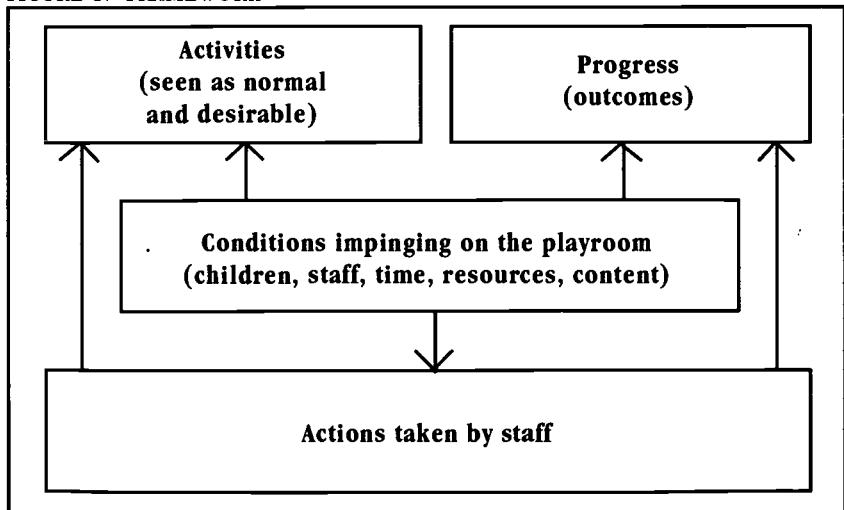 Activities
(seen as normal
and desirable)
Progress
(outcomes)
Conditions impinging on the playroom
(children, staff, time, resources, content)
Actions taken by staff